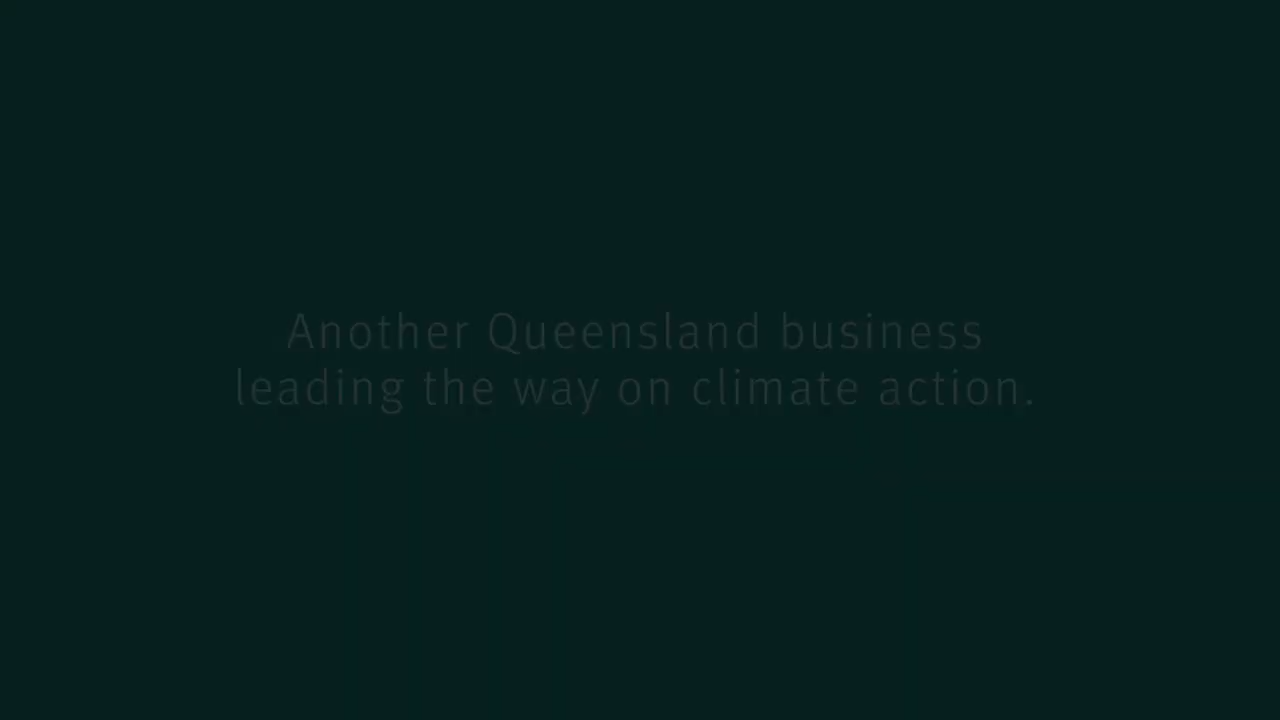 Another Queensland business
leading the way on climate action.